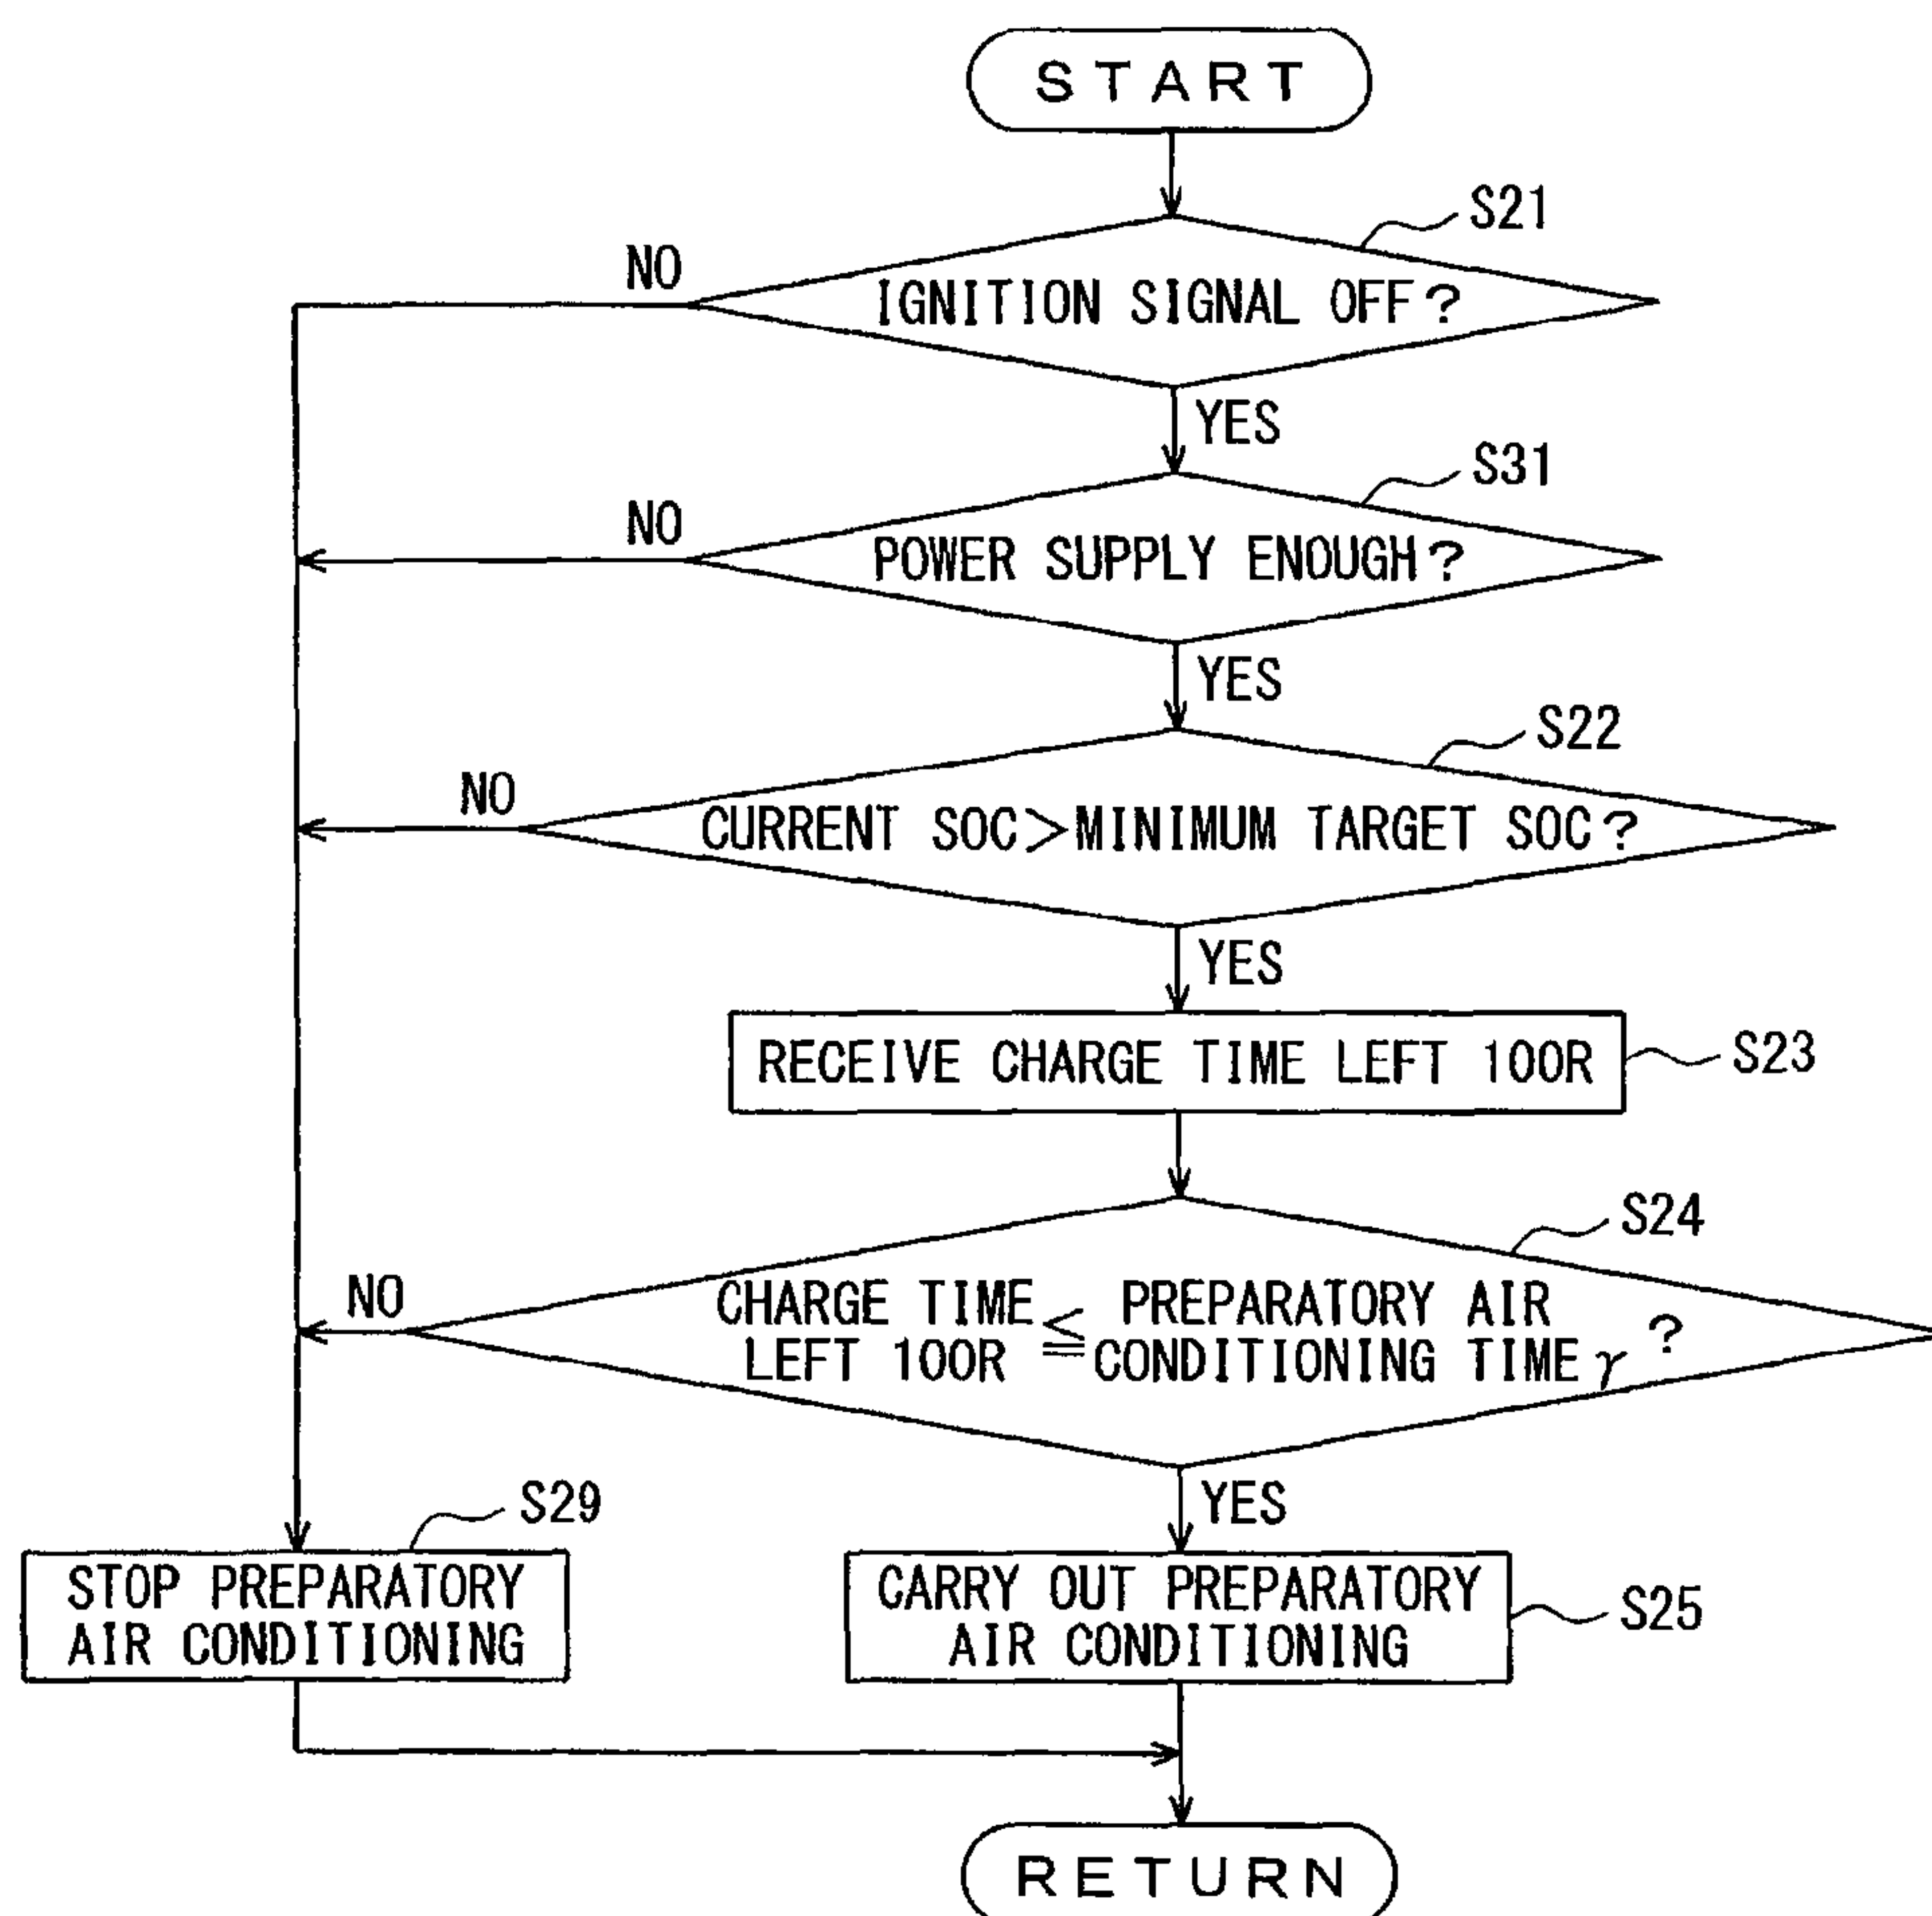 START
S21
NO
IGNITION SIGNAL OFF?
YES
S31
NO
POWER SUPPLY ENOUGH?
YES
S22
NO
CURRENT SOC>MINIMUM TARGET SOC?
YES
RECEIVE CHARGE TIME LEFT 100R
S23
S24
NO
CHARGE TIME LEFT 100R ≦ PREPARATORY AIR CONDITIONING TIME γ ?
YES
S29
STOP PREPARATORY
AIR CONDITIONING
CARRY OUT PREPARATORY
AIR CONDITIONING
S25
RETURN